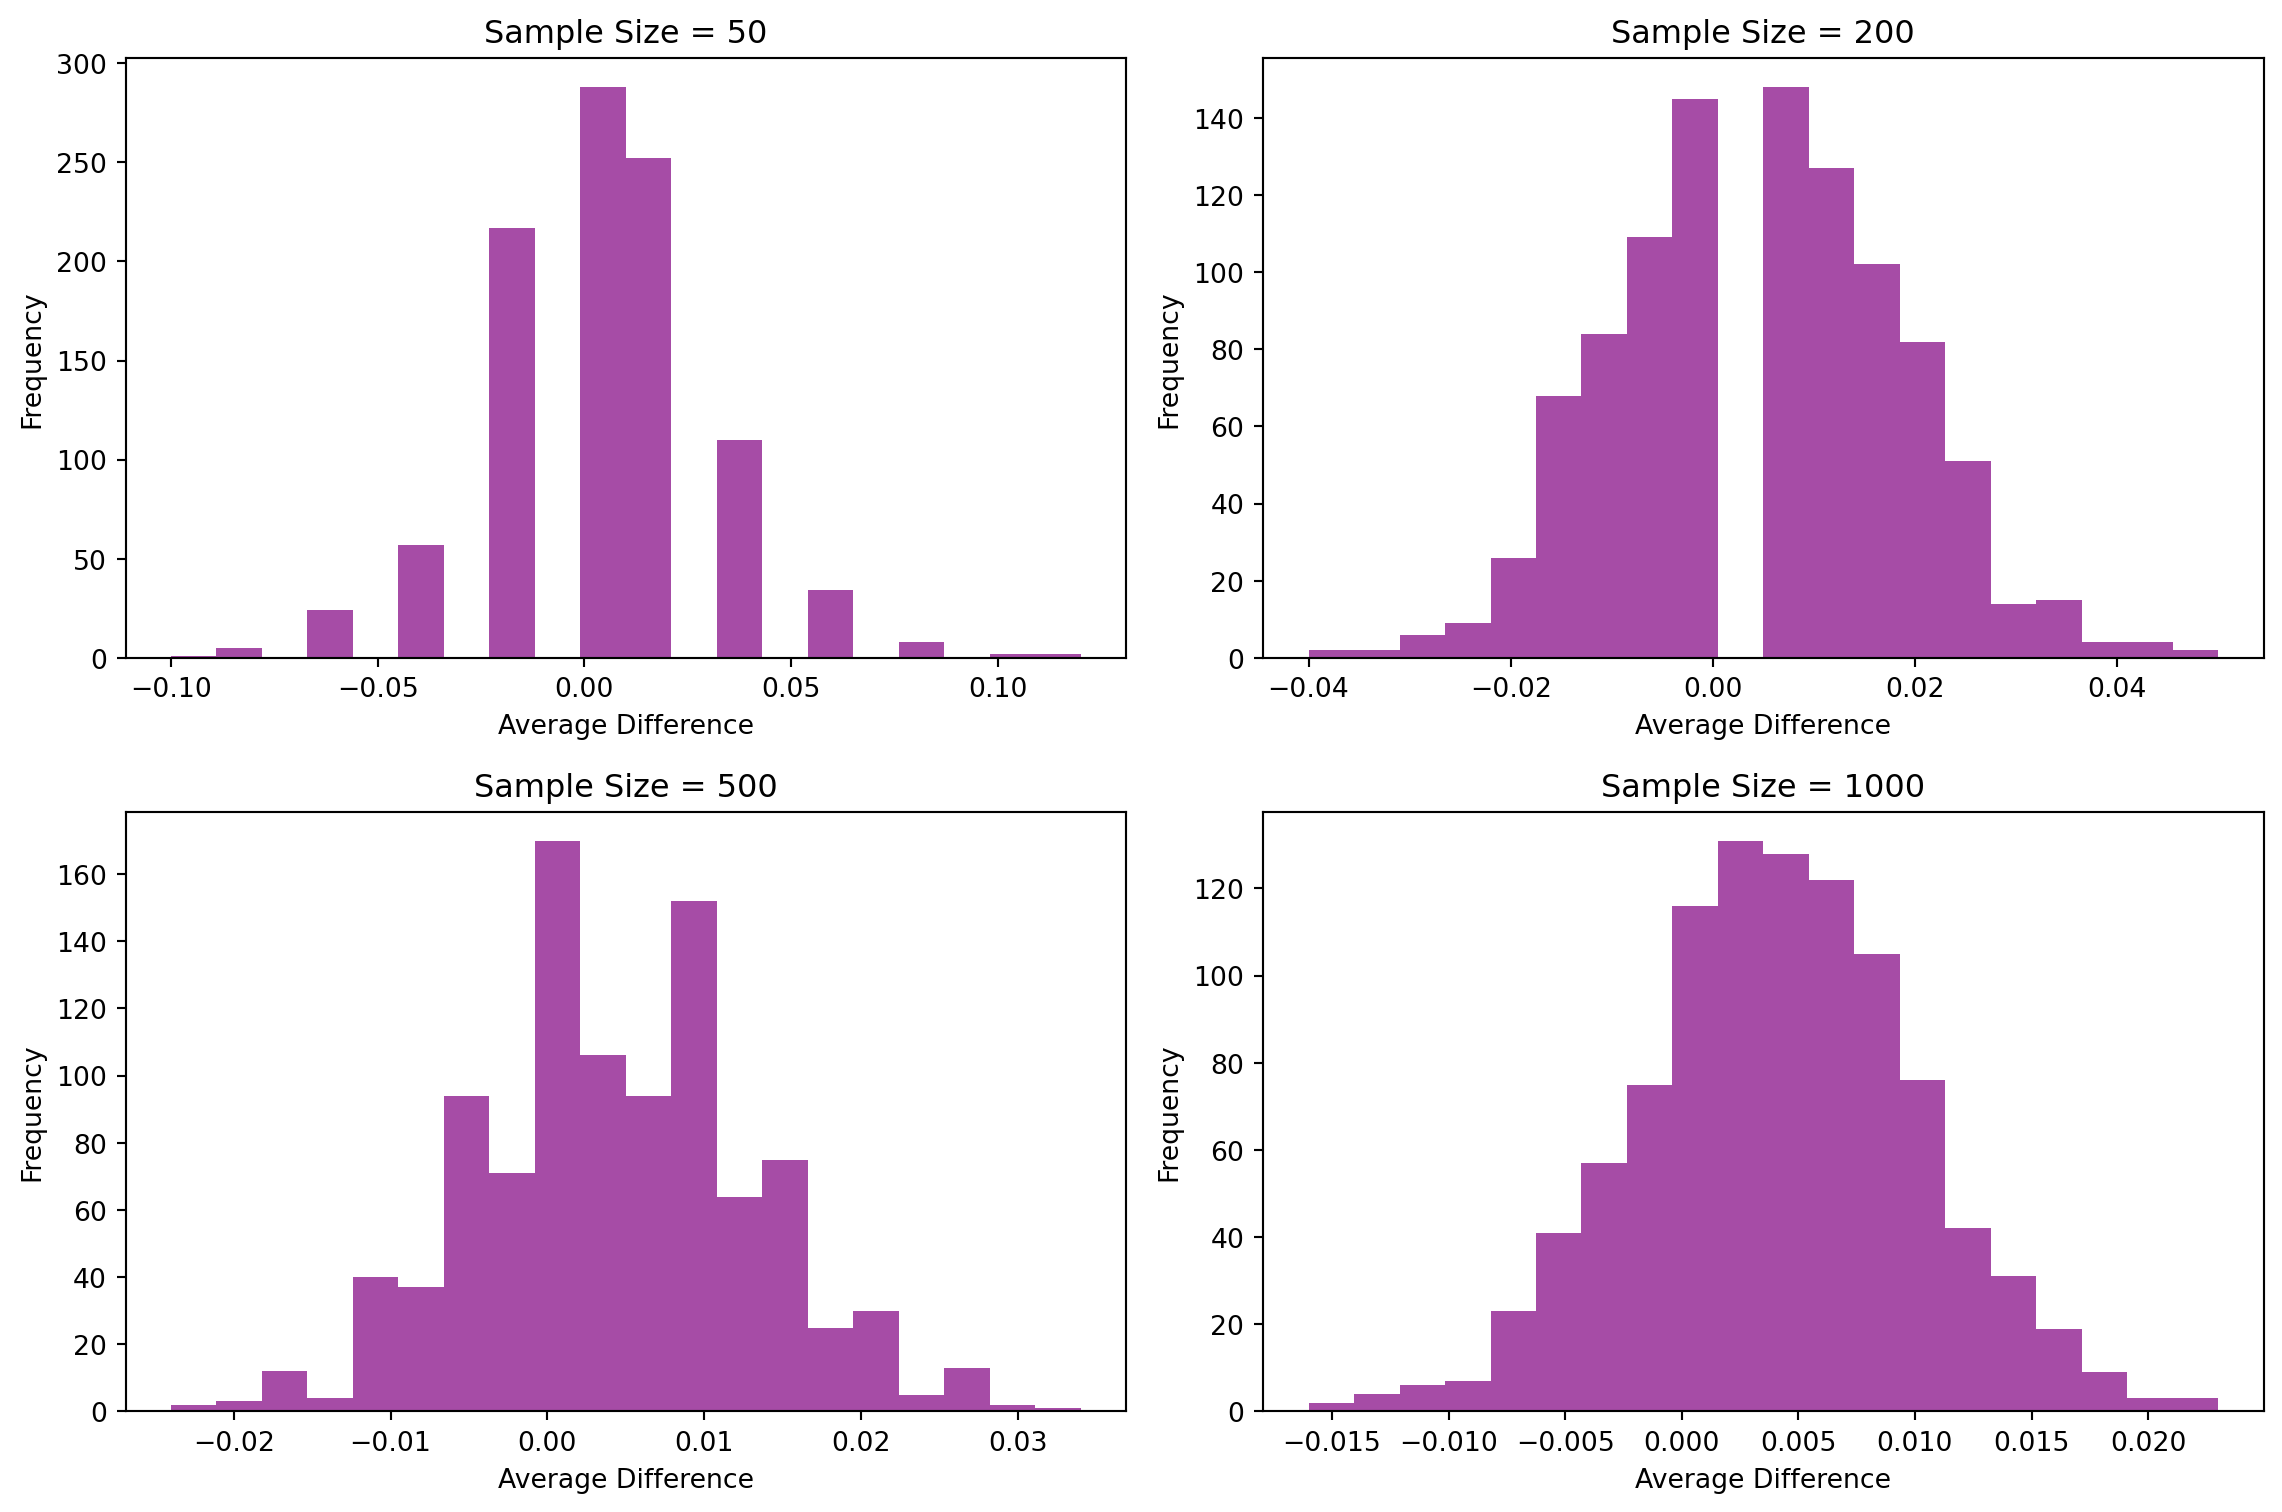 Sample Size = 50
300
250
200
150
100
50
0
Frequency
−0.10 −0.05 0.00 0.05 0.10
Average Difference
Sample Size = 200
140
120
100
80
60
40
20
0
Frequency
−0.04 −0.02 0.00 0.02 0.04
Average Difference
Sample Size = 500
160
140
120
100
80
60
40
20
0
Frequency
−0.02 −0.01 0.00 0.01 0.02 0.03
Average Difference
Sample Size = 1000
120
100
80
60
40
20
0
Frequency
−0.015 −0.010 −0.005 0.000 0.005 0.010 0.015 0.020
Average Difference